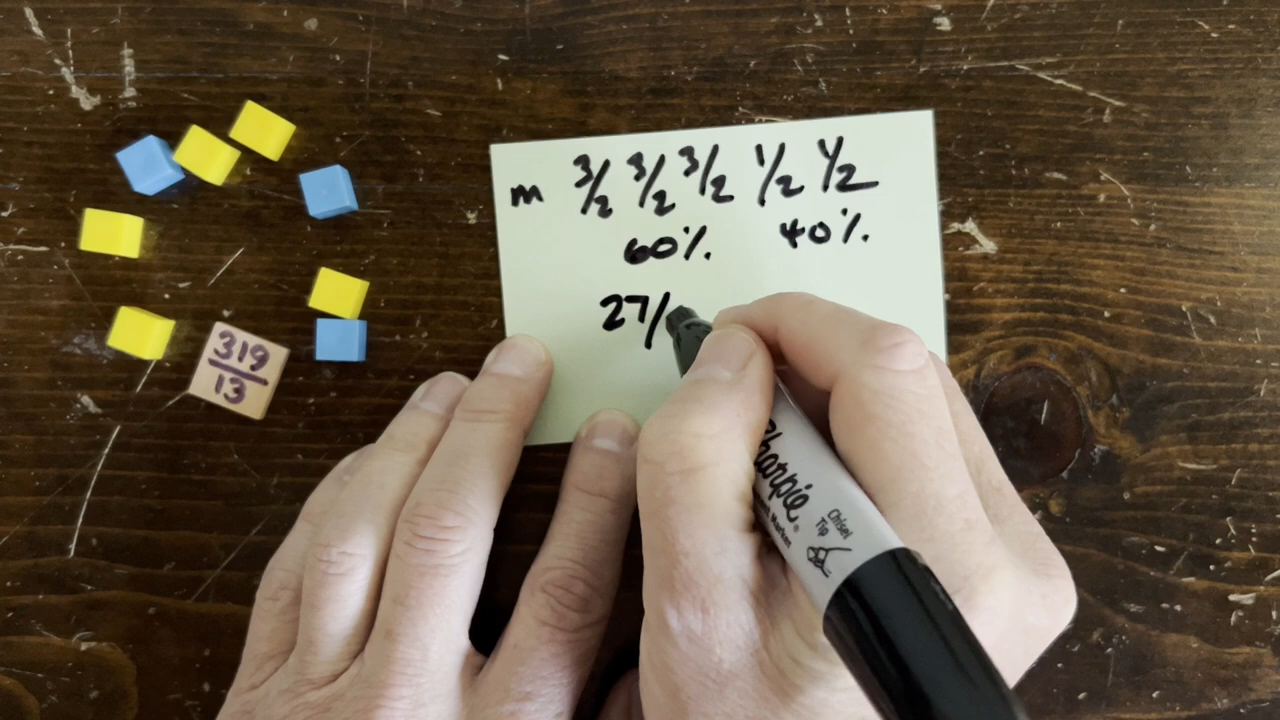 m 3/2 3/2 3/2 1/2 1/2
60% 40%
27/
319
13
Sharpie
Chisel
Tip